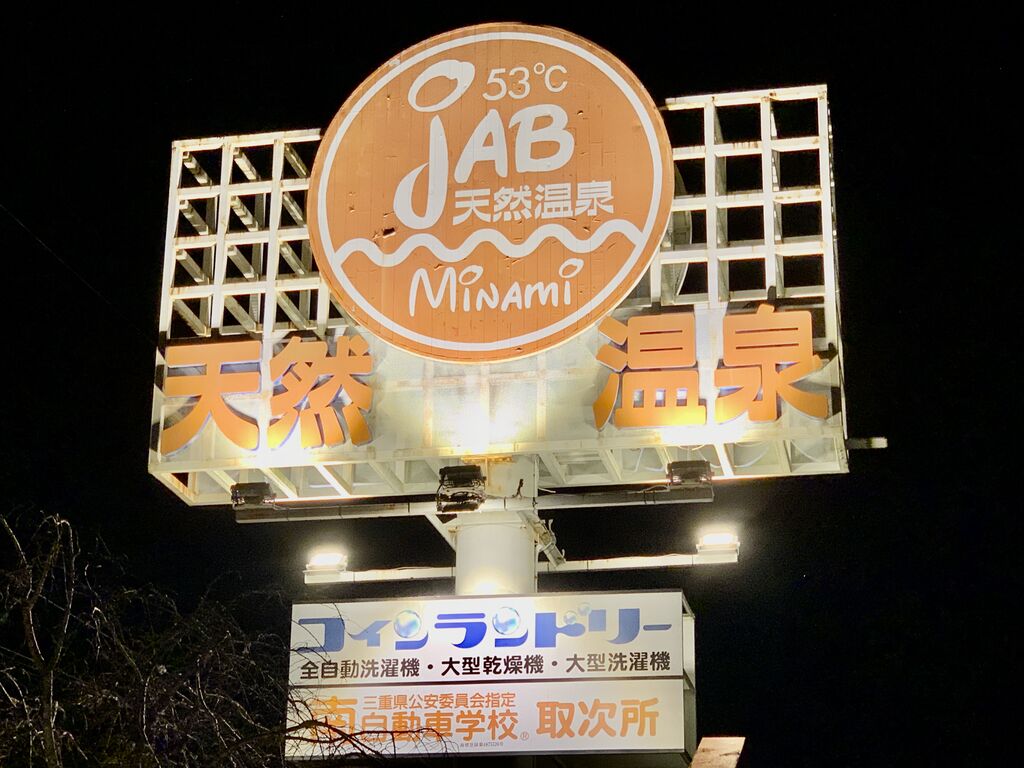 53℃
jAB
天然温泉
MiNAmi
天然 温泉
コインランドリー
全自動洗濯機・大型乾燥機・大型洗濯機
三重県公安委員会指定
南自動車学校® 取次所